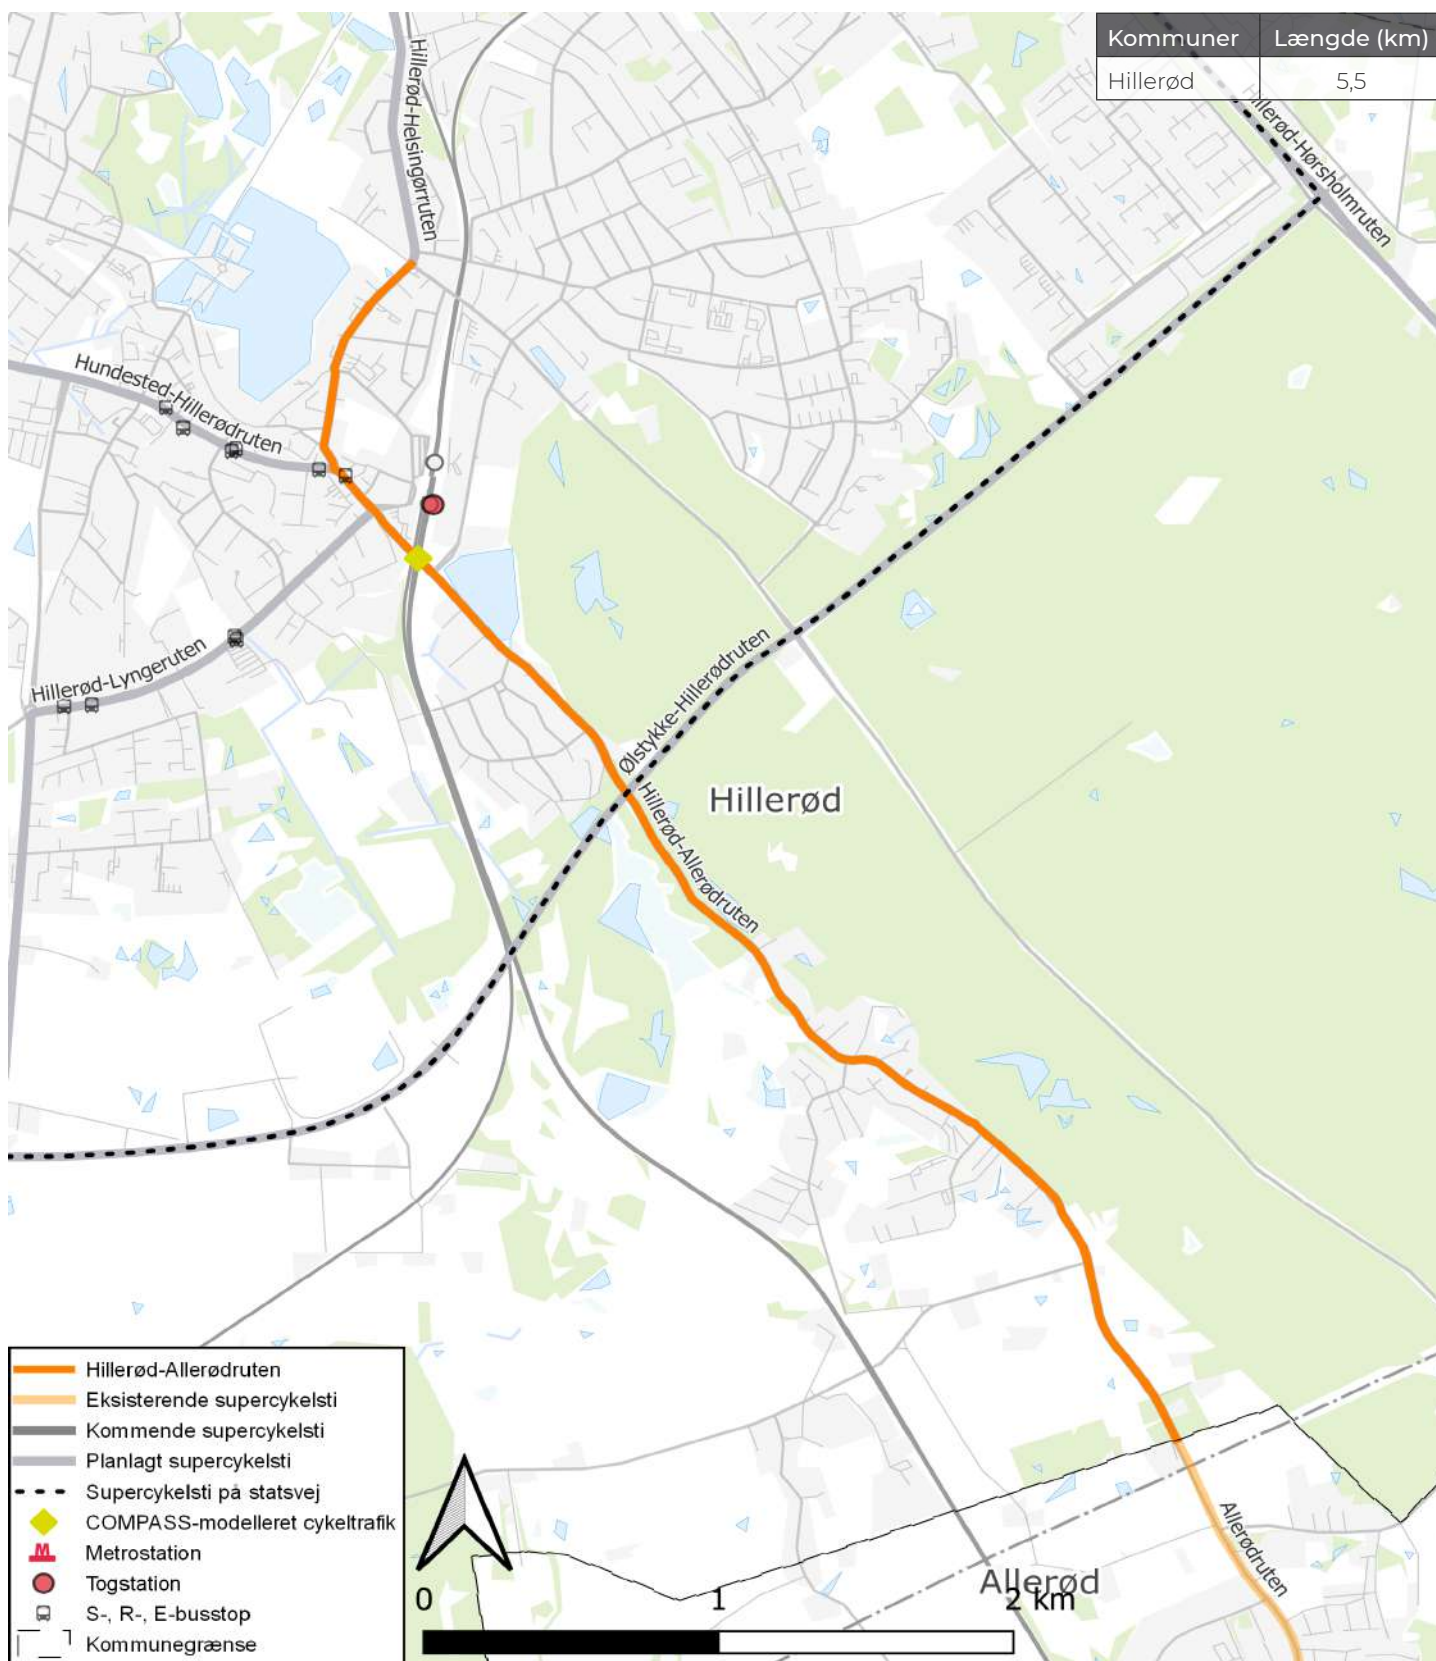 Kommuner Længde (km)
Hillerød 5,5
Hillerød-Helsingørruten
Hillerød-Hørsholmruten
Hundested-Hillerødruten
Hillerød-Lyngeruten
Ølstykke-Hillerødruten
Hillerød
Hillerød-Allerødruten
Hillerød-Allerødruten
Eksisterende supercykelsti
Kommende supercykelsti
Planlagt supercykelsti
Supercykelsti på statsvej
COMPASS-modelleret cykeltrafik
M Metrostation
Togstation
S-, R-, E-busstop
Kommunegrænse
Allerødruten
Allerød
0 1 2 km